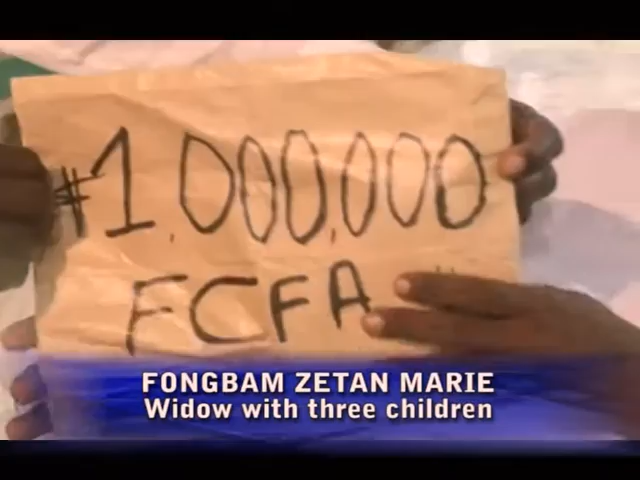 #1,000,000
FCFA
FONGBAM ZETAN MARIE
Widow with three children